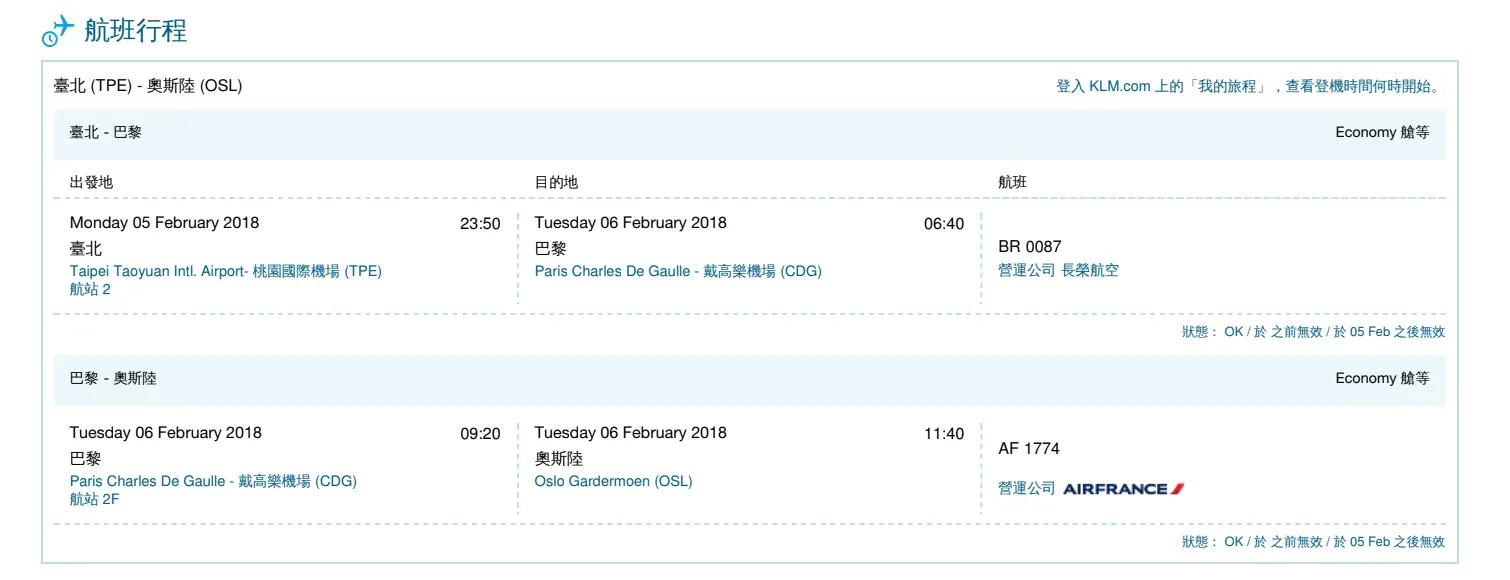 航班行程
臺北 (TPE) - 奧斯陸 (OSL)
登入 KLM.com 上的「我的旅程」，查看登機時間何時開始。
臺北 - 巴黎
Economy 艙等
出發地
目的地
航班
Monday 05 February 2018
23:50
臺北
Taipei Taoyuan Intl. Airport- 桃園國際機場 (TPE)
航站 2
Tuesday 06 February 2018
06:40
巴黎
Paris Charles De Gaulle - 戴高樂機場 (CDG)
BR 0087
營運公司 長榮航空
狀態： OK / 於 之前無效 / 於 05 Feb 之後無效
巴黎 - 奧斯陸
Economy 艙等
Tuesday 06 February 2018
09:20
巴黎
Paris Charles De Gaulle - 戴高樂機場 (CDG)
航站 2F
Tuesday 06 February 2018
11:40
奧斯陸
Oslo Gardermoen (OSL)
AF 1774
營運公司 AIRFRANCE
狀態： OK / 於 之前無效 / 於 05 Feb 之後無效